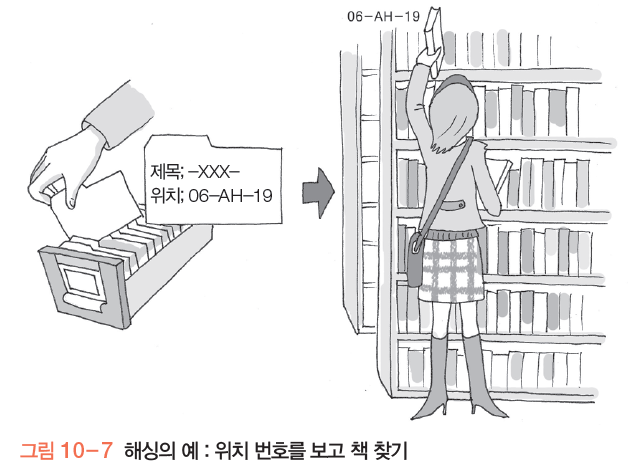 06-AH-19
제목; -XXX-
위치; 06-AH-19
그림 10-7 해싱의 예 : 위치 번호를 보고 책 찾기